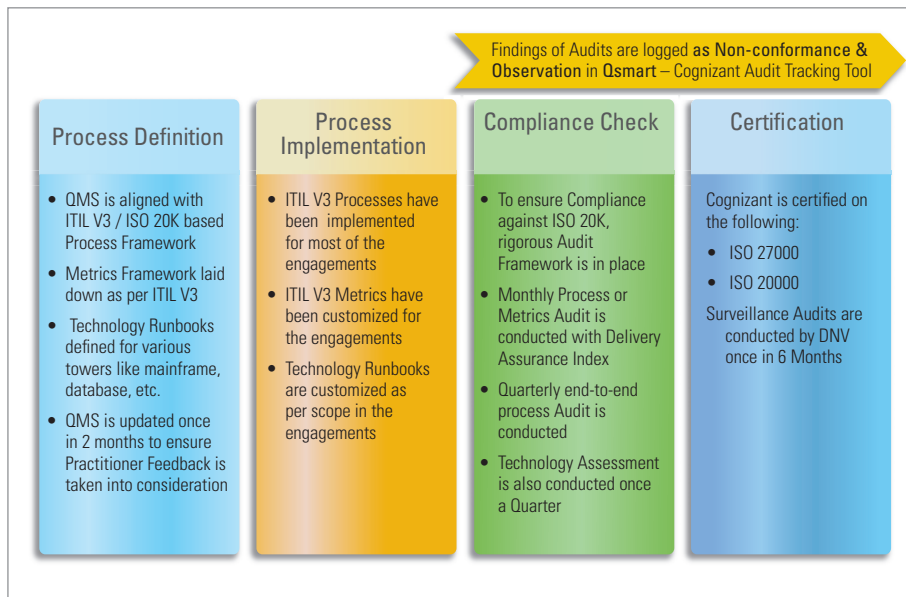 Findings of Audits are logged as Non-conformance &
Observation in Qsmart – Cognizant Audit Tracking Tool
Process Definition
• QMS is aligned with
ITIL V3 / ISO 20K based
Process Framework
• Metrics Framework laid
down as per ITIL V3
• Technology Runbooks
defined for various
towers like mainframe,
database, etc.
• QMS is updated once
in 2 months to ensure
Practitioner Feedback is
taken into consideration
Process
Implementation
• ITIL V3 Processes have
been implemented
for most of the
engagements
• ITIL V3 Metrics have
been customized for
the engagements
• Technology Runbooks
are customized as
per scope in the
engagements
Compliance Check
• To ensure Compliance
against ISO 20K,
rigorous Audit
Framework is in place
• Monthly Process or
Metrics Audit is
conducted with Delivery
Assurance Index
• Quarterly end-to-end
process Audit is
conducted
• Technology Assessment
is also conducted once
a Quarter
Certification
Cognizant is certified on
the following:
• ISO 27000
• ISO 20000
Surveillance Audits are
conducted by DNV
once in 6 Months